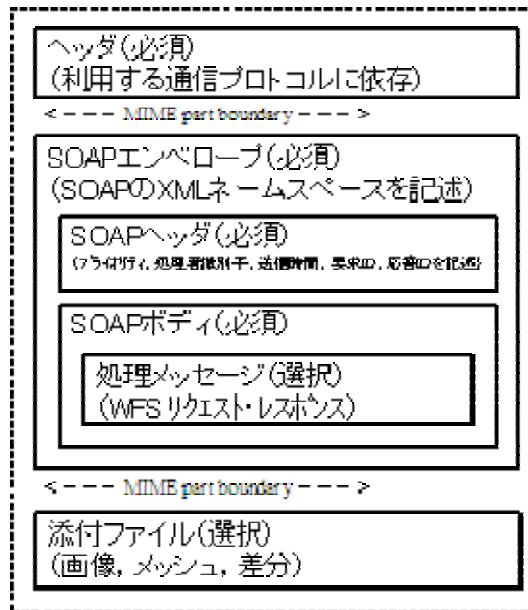 ヘッダ(必須)
(利用する通信プロトコルに依存)
<--- MIME part boundary --->
SOAPエンベロープ(必須)
(SOAPのXMLネームスペースを記述)
SOAPヘッダ(必須)
(プライオリティ, 処理者識別子, 送信時間, 要求ID, 応答IDを記述)
SOAPボディ(必須)
処理メッセージ(選択)
(WFSリクエスト・レスポンス)
<--- MIME part boundary --->
添付ファイル(選択)
(画像, メッシュ, 差分)